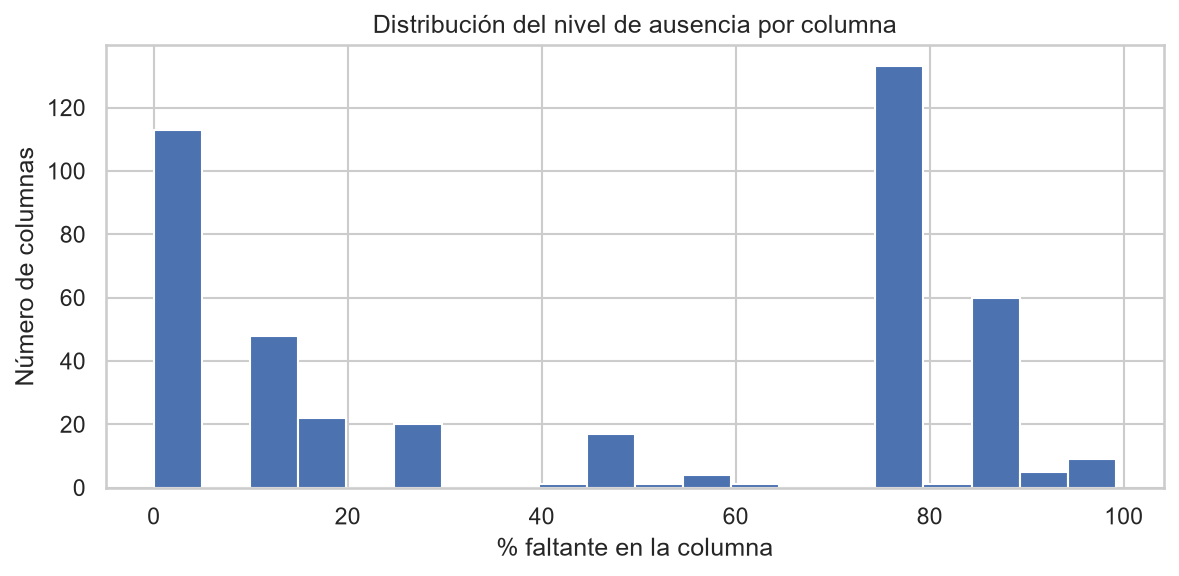 Distribución del nivel de ausencia por columna
Número de columnas
120
100
80
60
40
20
0
0 20 40 60 80 100
% faltante en la columna